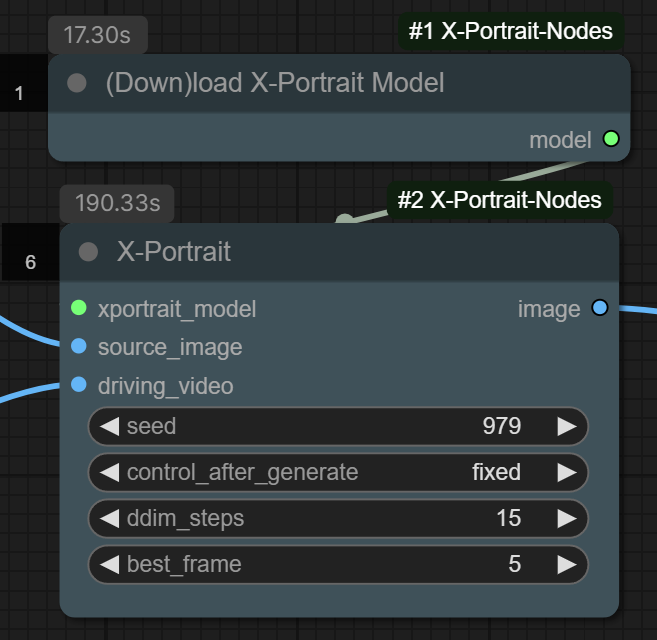 17.30s
#1 X-Portrait-Nodes
1
(Down)load X-Portrait Model
model
190.33s
#2 X-Portrait-Nodes
6
X-Portrait
xportrait_model
image
source_image
driving_video
seed 979
control_after_generate fixed
ddim_steps 15
best_frame 5